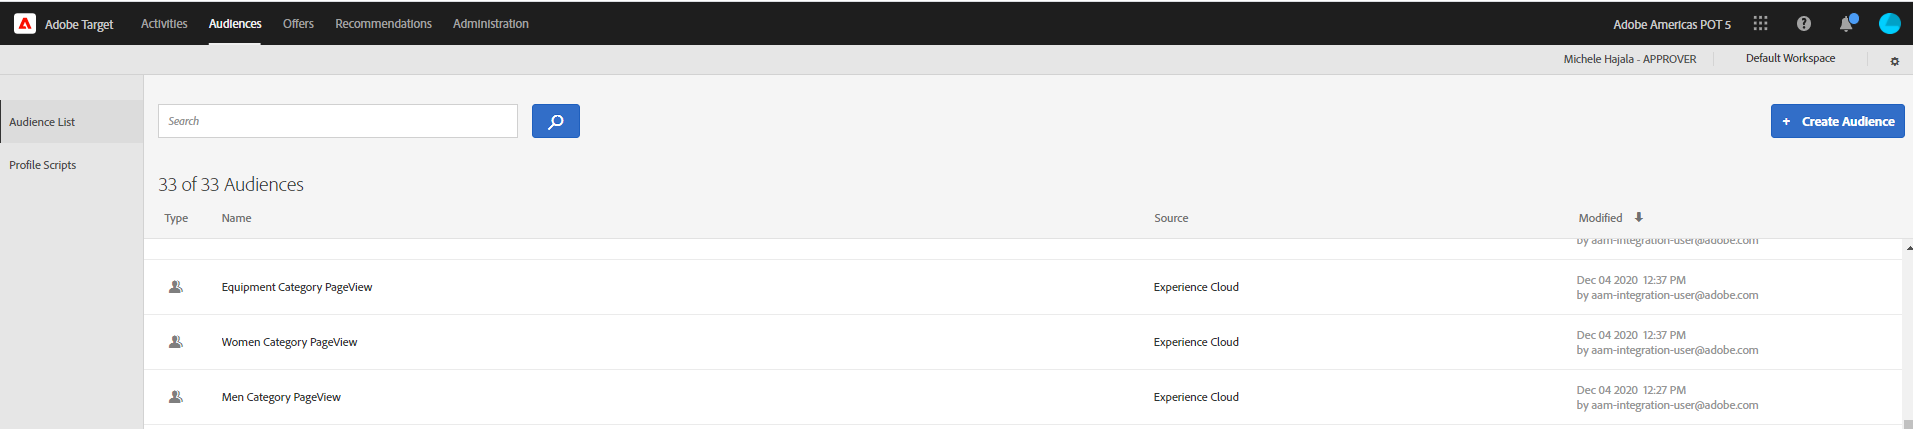 Adobe Target Activities Audiences Offers Recommendations Administration Adobe Americas POT 5
Michele Hajala - APPROVER Default Workspace
Audience List
Profile Scripts
Search
+ Create Audience
33 of 33 Audiences
Type Name Source Modified
by aam-integration-user@adobe.com
Equipment Category PageView Experience Cloud Dec 04 2020 12:37 PM
by aam-integration-user@adobe.com
Women Category PageView Experience Cloud Dec 04 2020 12:37 PM
by aam-integration-user@adobe.com
Men Category PageView Experience Cloud Dec 04 2020 12:27 PM
by aam-integration-user@adobe.com